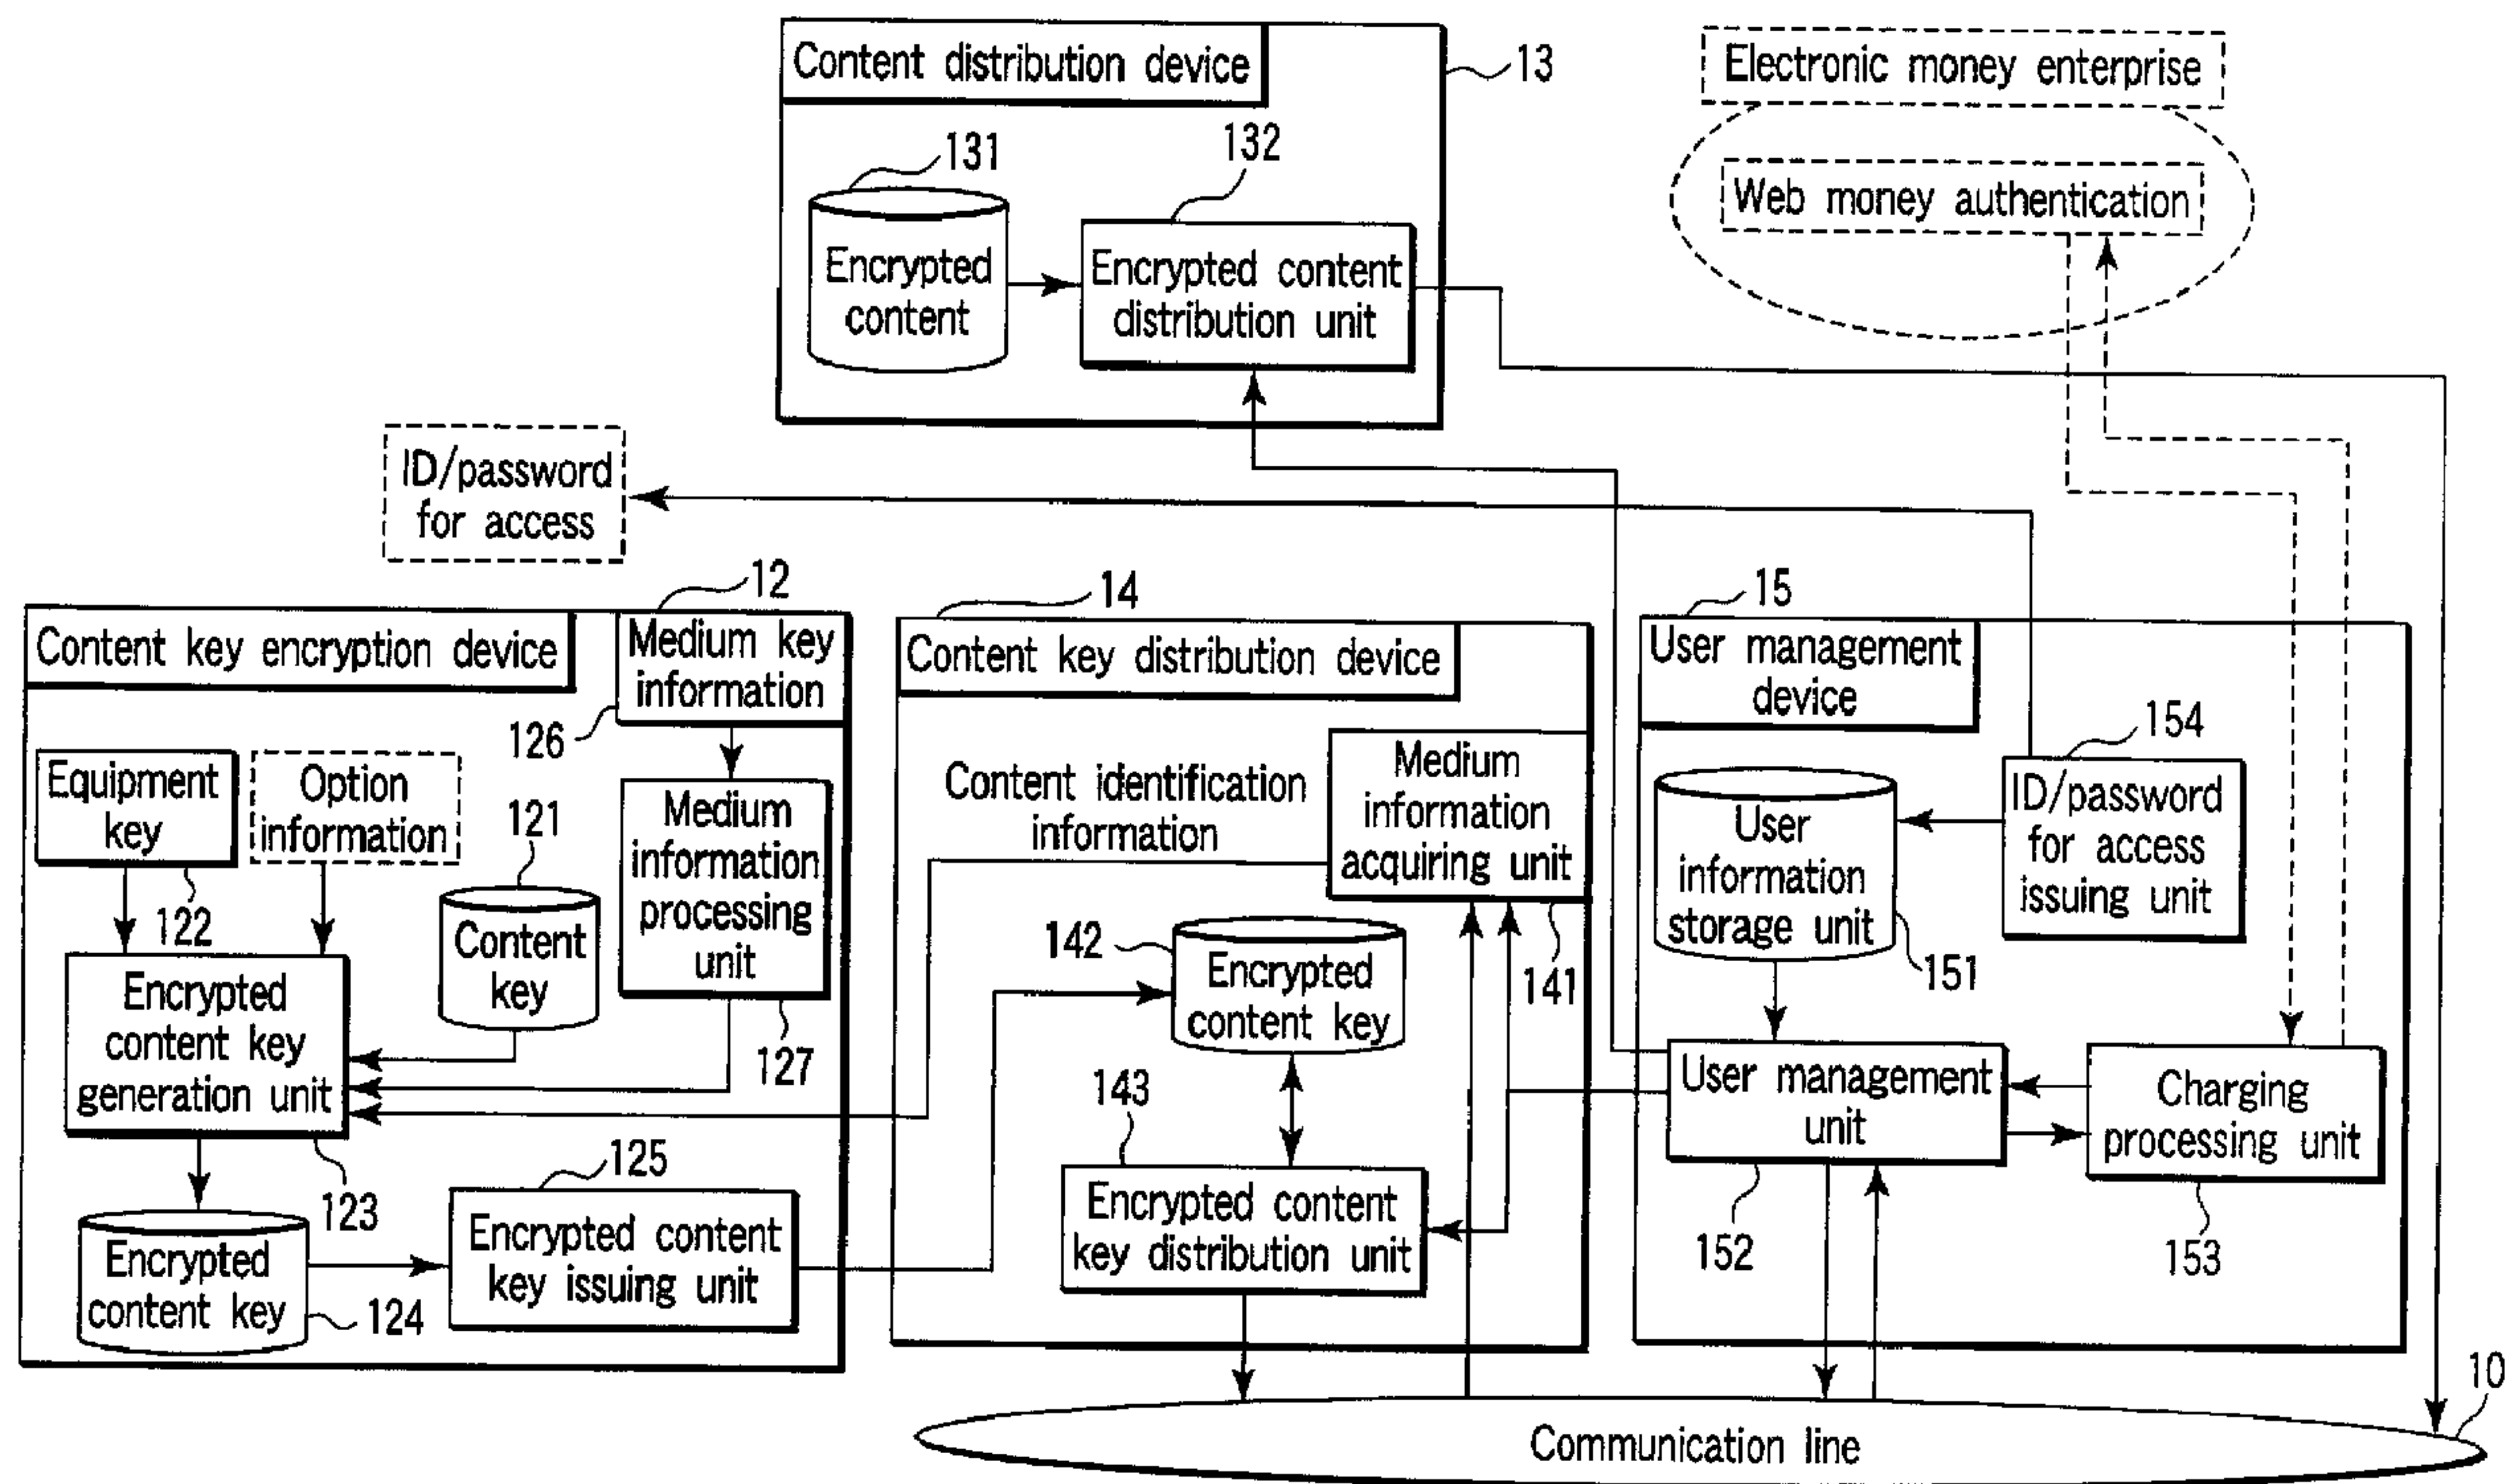 Content distribution device
13
131
132
Encrypted
content
Encrypted content
distribution unit
Electronic money enterprise
Web money authentication
ID/password
for access
12
Content key encryption device
Medium key
information
126
Equipment
key
122
Option
information
121
Content
key
Medium
information
processing
unit
127
Encrypted
content key
generation unit
123
Encrypted
content key
124
125
Encrypted content
key issuing unit
14
Content key distribution device
Content identification
information
Medium
information
acquiring unit
141
142
Encrypted
content key
143
Encrypted content
key distribution unit
15
User management
device
154
ID/password
for access
issuing unit
User
information
storage unit
151
User management
unit
152
Charging
processing unit
153
10
Communication line